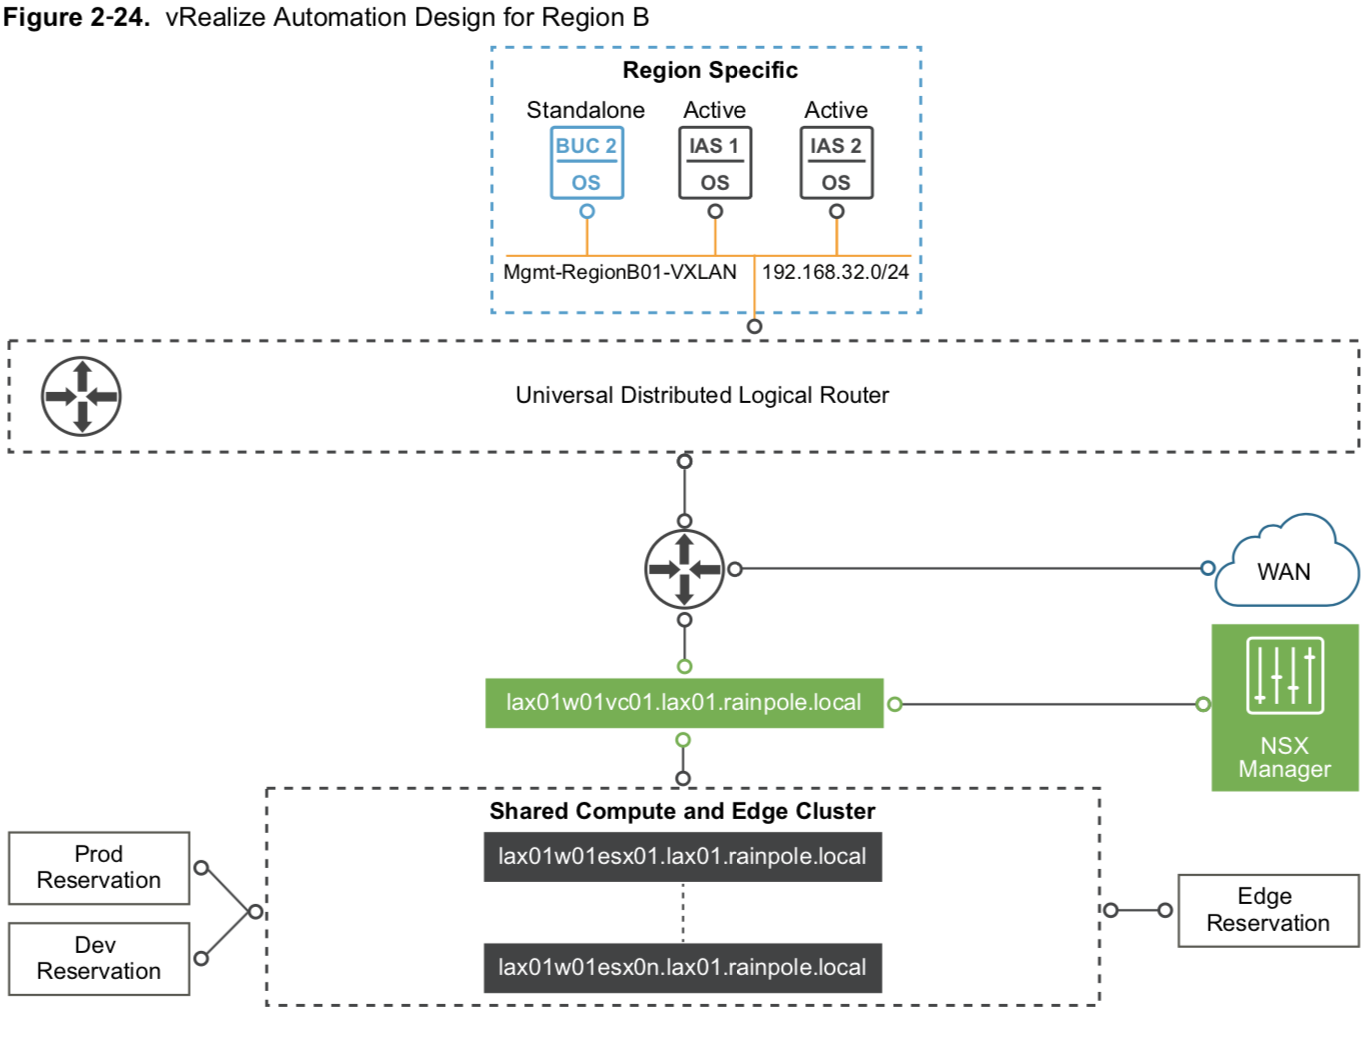 Figure 2-24. vRealize Automation Design for Region B
Region Specific
Standalone
Active
Active
BUC 2
OS
IAS 1
OS
IAS 2
OS
Mgmt-RegionB01-VXLAN
192.168.32.0/24
Universal Distributed Logical Router
WAN
lax01w01vc01.lax01.rainpole.local
NSX
Manager
Shared Compute and Edge Cluster
lax01w01esx01.lax01.rainpole.local
lax01w01esx0n.lax01.rainpole.local
Prod
Reservation
Dev
Reservation
Edge
Reservation